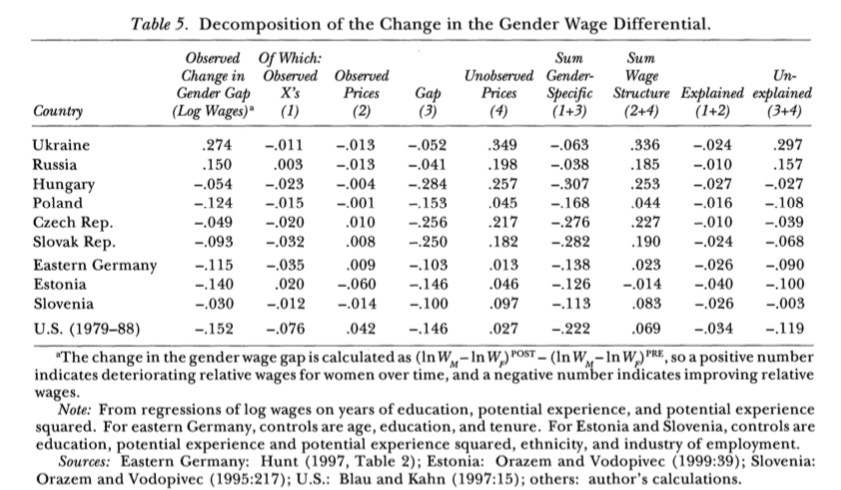 Table 5. Decomposition of the Change in the Gender Wage Differential.
Observed Of Which: Sum Sum
Change in Observed Observed Unobserved Gender- Wage Un-
Gender Gap X's Prices Gap Prices Specific Structure Explained explained
Country (Log Wages)ª (1) (2) (3) (4) (1+3) (2+4) (1+2) (3+4)
Ukraine .274 –.011 –.013 –.052 .349 –.063 .336 –.024 .297
Russia .150 .003 –.013 –.041 .198 –.038 .185 –.010 .157
Hungary –.054 –.023 –.004 –.284 .257 –.307 .253 –.027 –.027
Poland –.124 –.015 –.001 –.153 .045 –.168 .044 –.016 –.108
Czech Rep. –.049 –.020 .010 –.256 .217 –.276 .227 –.010 –.039
Slovak Rep. –.093 –.032 .008 –.250 .182 –.282 .190 –.024 –.068
Eastern Germany –.115 –.035 .009 –.103 .013 –.138 .023 –.026 –.090
Estonia –.140 .020 –.060 –.146 .046 –.126 –.014 –.040 –.100
Slovenia –.030 –.012 –.014 –.100 .097 –.113 .083 –.026 –.003
U.S. (1979–88) –.152 –.076 .042 –.146 .027 –.222 .069 –.034 –.119
ªThe change in the gender wage gap is calculated as (ln W_M – ln W_F)^POST – (ln W_M – ln W_F)^PRE, so a positive number
indicates deteriorating relative wages for women over time, and a negative number indicates improving relative
wages.
Note: From regressions of log wages on years of education, potential experience, and potential experience
squared. For eastern Germany, controls are age, education, and tenure. For Estonia and Slovenia, controls are
education, potential experience and potential experience squared, ethnicity, and industry of employment.
Sources: Eastern Germany: Hunt (1997, Table 2); Estonia: Orazem and Vodopivec (1999:39); Slovenia:
Orazem and Vodopivec (1995:217); U.S.: Blau and Kahn (1997:15); others: author's calculations.